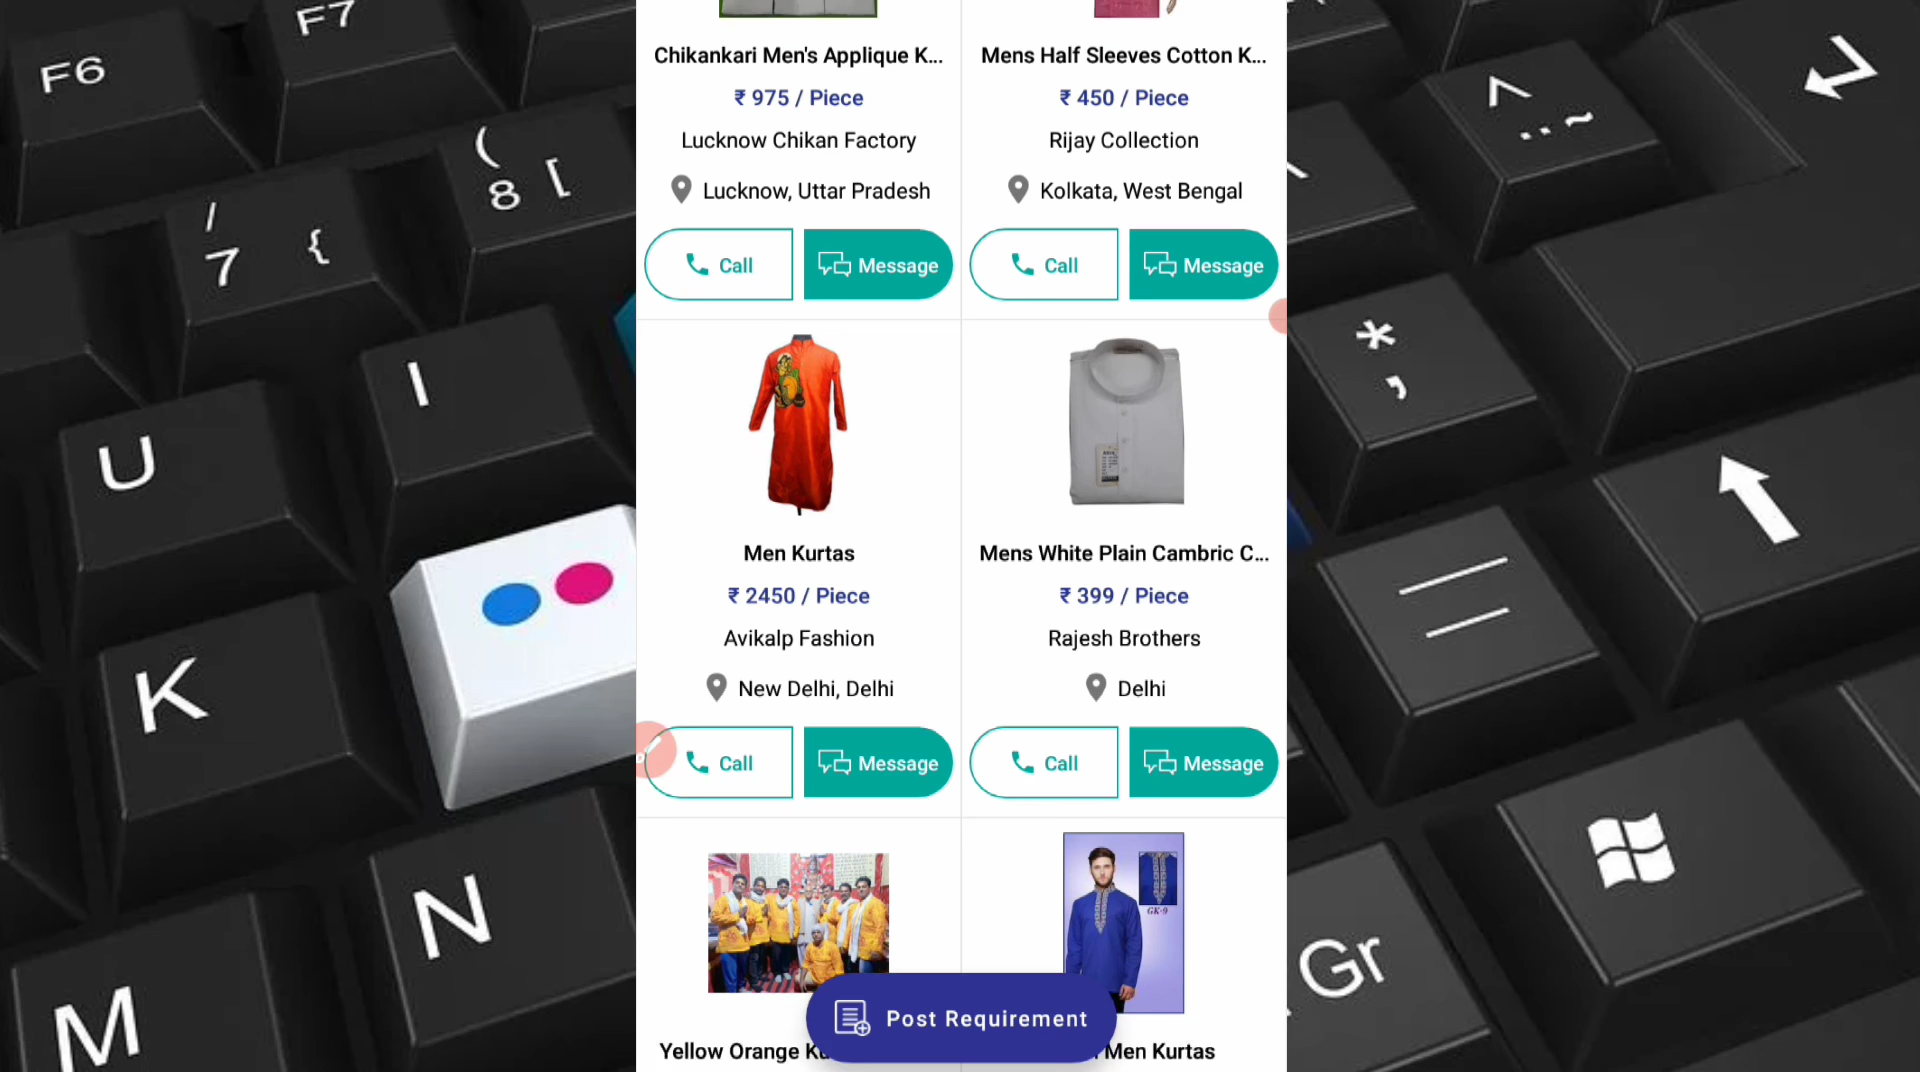 F6
F7
(
8 [
/
7 {
I
U
K
N
M
^
¨ ~
*
,
Gr
Chikankari Men's Applique K...
₹ 975 / Piece
Lucknow Chikan Factory
Lucknow, Uttar Pradesh
Call
Message
Mens Half Sleeves Cotton K...
₹ 450 / Piece
Rijay Collection
Kolkata, West Bengal
Call
Message
Men Kurtas
₹ 2450 / Piece
Avikalp Fashion
New Delhi, Delhi
Call
Message
Mens White Plain Cambric C...
₹ 399 / Piece
Rajesh Brothers
Delhi
Call
Message
GK-9
Post Requirement
Yellow Orange
Men Kurtas